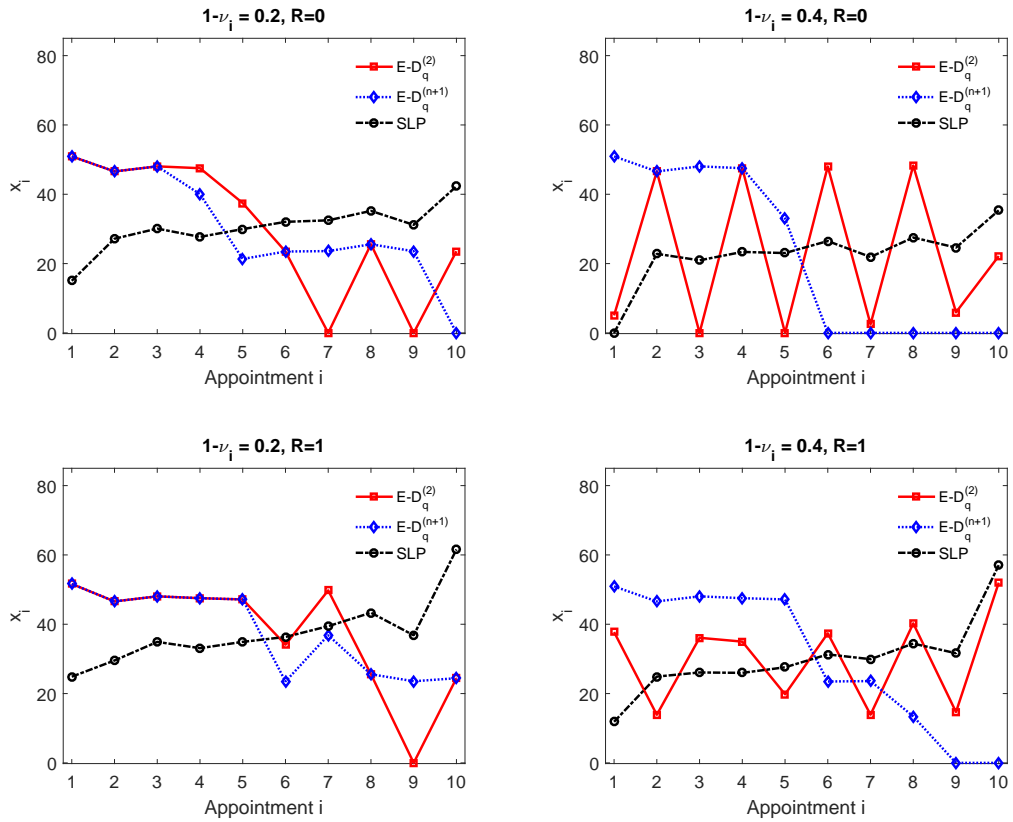 1-ν_i = 0.2, R=0
80
60
40
20
0
x_i
E-D_q^(2)
E-D_q^(n+1)
SLP
1 2 3 4 5 6 7 8 9 10
Appointment i
1-ν_i = 0.4, R=0
80
60
40
20
0
x_i
E-D_q^(2)
E-D_q^(n+1)
SLP
1 2 3 4 5 6 7 8 9 10
Appointment i
1-ν_i = 0.2, R=1
80
60
40
20
0
x_i
E-D_q^(2)
E-D_q^(n+1)
SLP
1 2 3 4 5 6 7 8 9 10
Appointment i
1-ν_i = 0.4, R=1
80
60
40
20
0
x_i
E-D_q^(2)
E-D_q^(n+1)
SLP
1 2 3 4 5 6 7 8 9 10
Appointment i